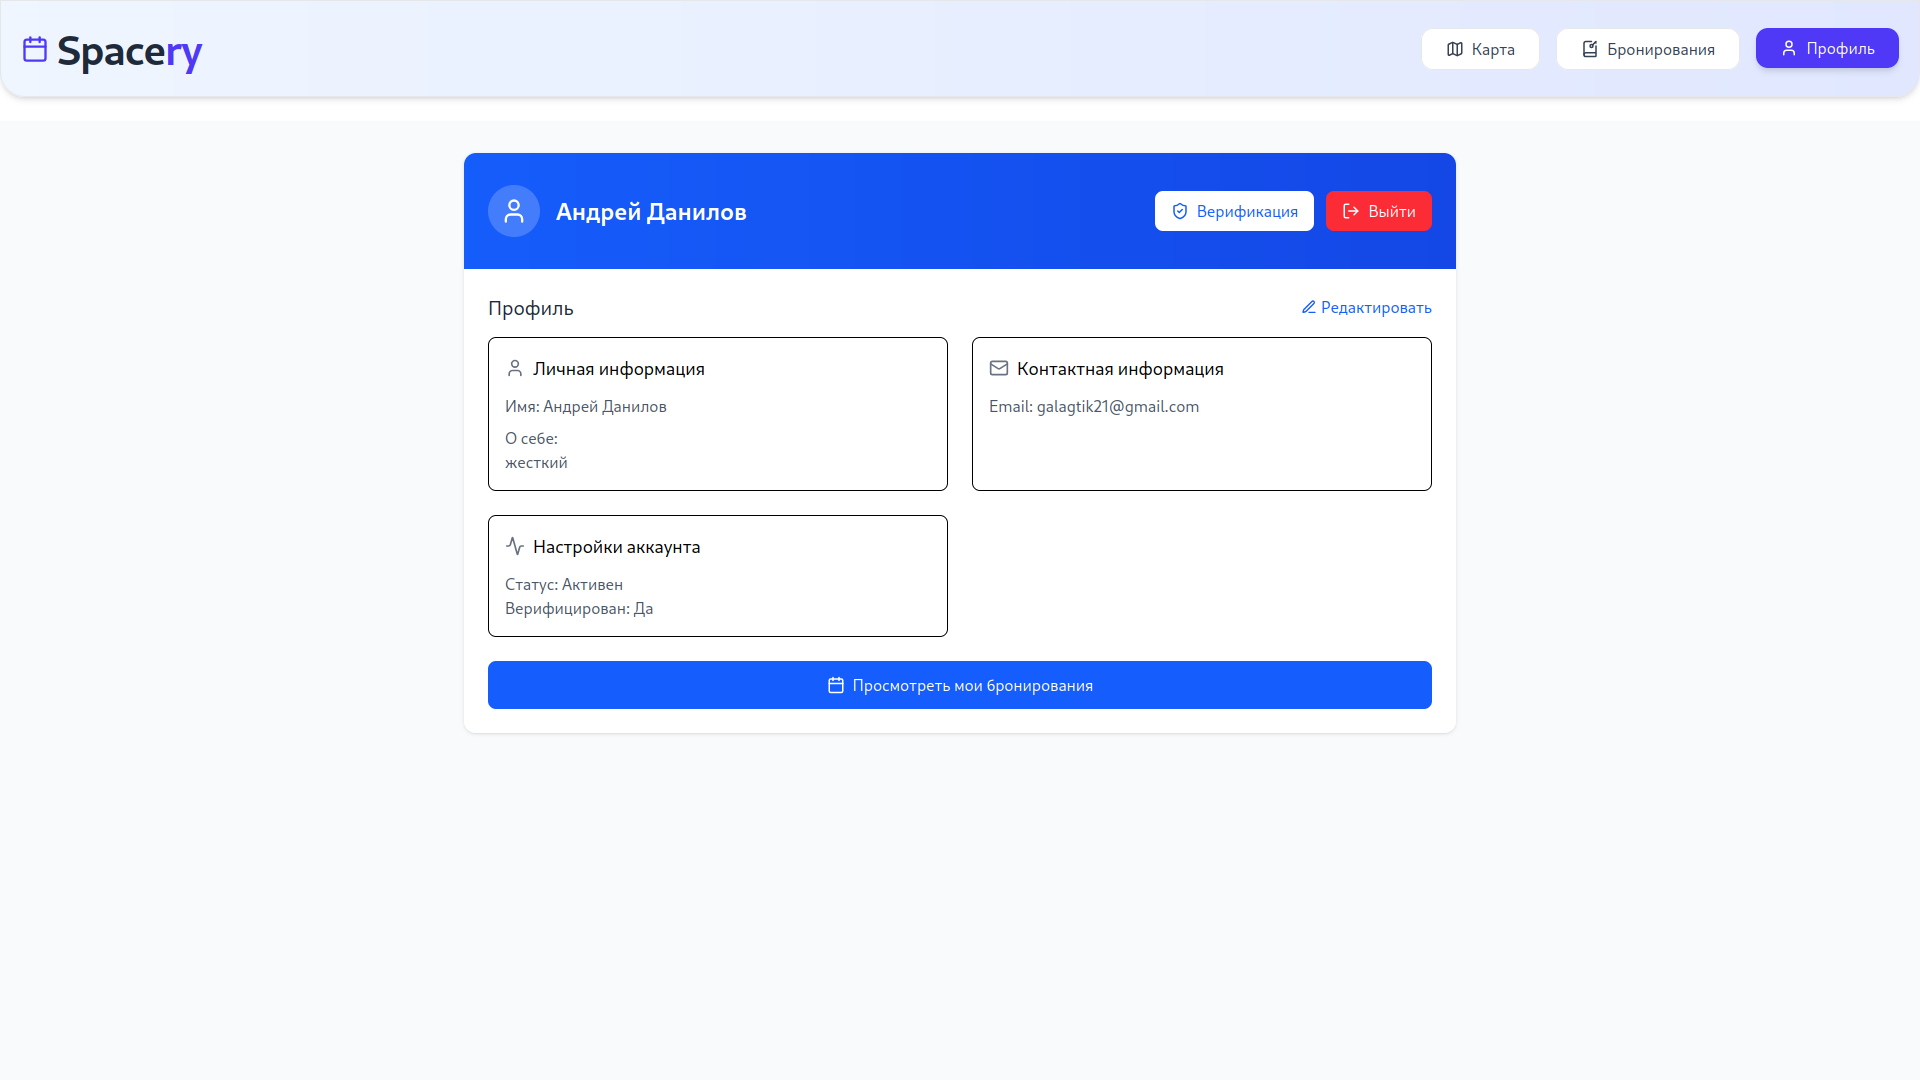 Spacery
Карта
Бронирования
Профиль
Андрей Данилов
Верификация
Выйти
Профиль
Редактировать
Личная информация
Имя: Андрей Данилов
О себе:
жесткий
Контактная информация
Email: galagtik21@gmail.com
Настройки аккаунта
Статус: Активен
Верифицирован: Да
Просмотреть мои бронирования